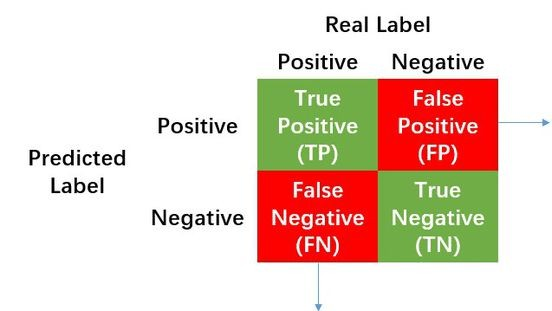 Real Label
Positive
Negative
Positive
True
Positive
(TP)
False
Positive
(FP)
Predicted
Label
Negative
False
Negative
(FN)
True
Negative
(TN)